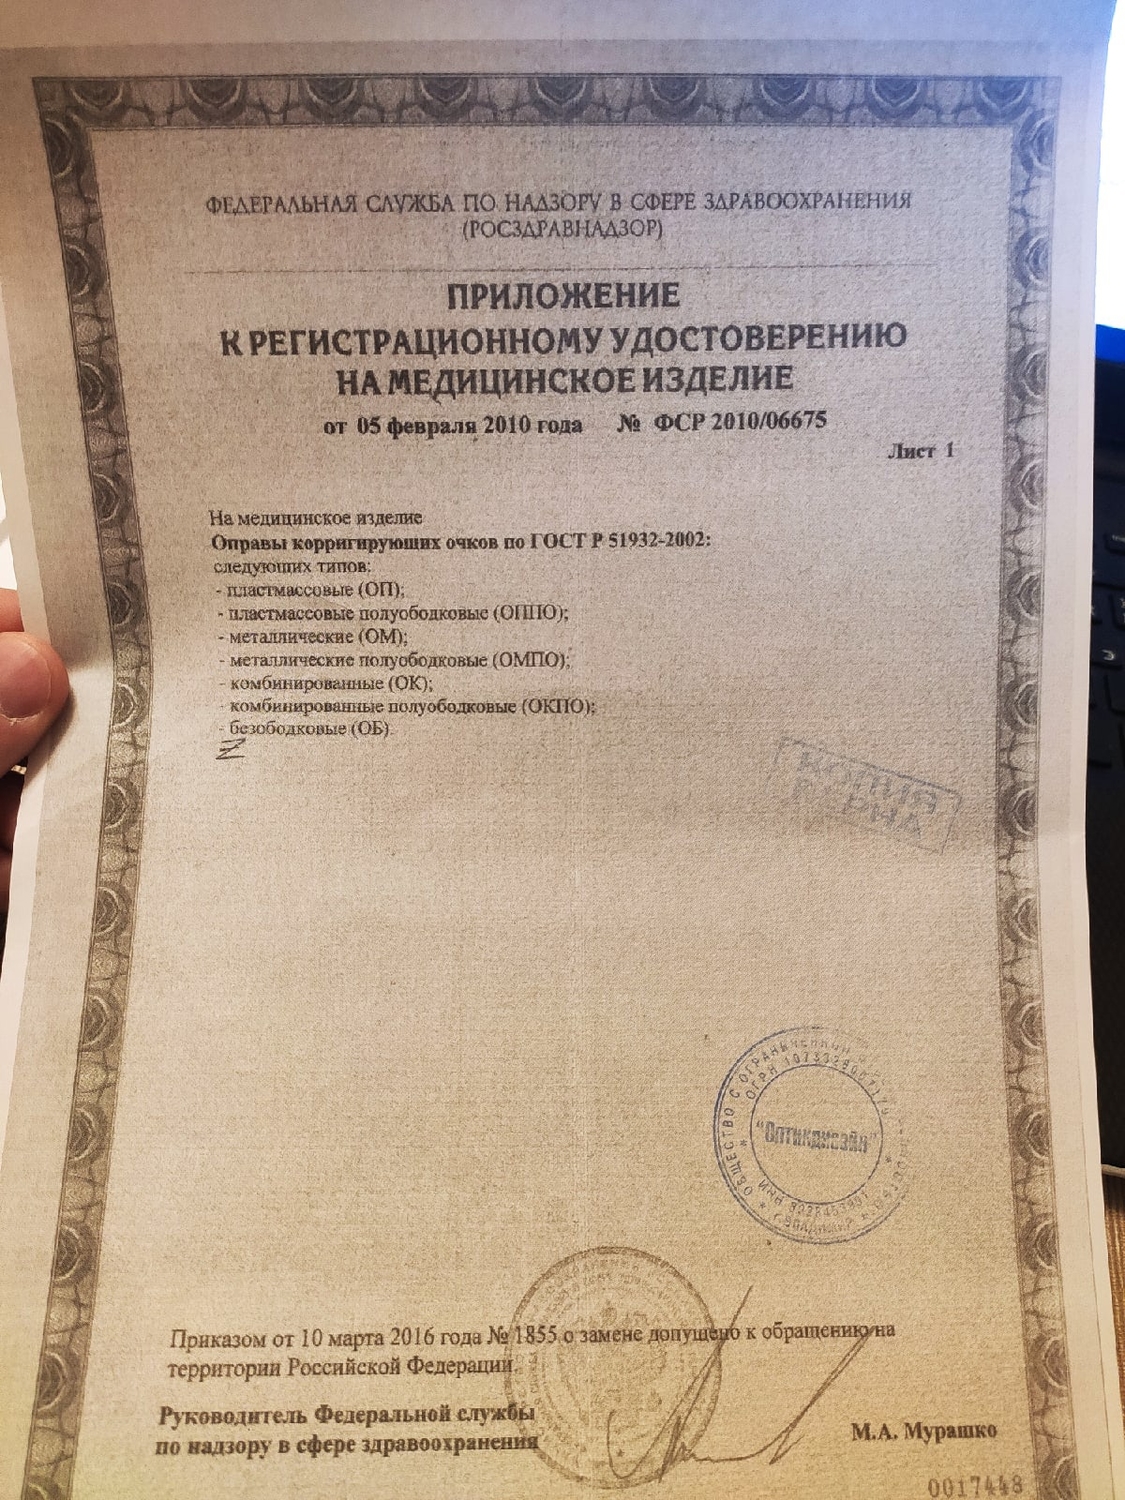 ФЕДЕРАЛЬНАЯ СЛУЖБА ПО НАДЗОРУ В СФЕРЕ ЗДРАВООХРАНЕНИЯ
(РОСЗДРАВНАДЗОР)
ПРИЛОЖЕНИЕ
К РЕГИСТРАЦИОННОМУ УДОСТОВЕРЕНИЮ
НА МЕДИЦИНСКОЕ ИЗДЕЛИЕ
от 05 февраля 2010 года № ФСР 2010/06675
Лист 1
На медицинское изделие
Оправы корригирующих очков по ГОСТ Р 51932-2002:
следующих типов:
- пластмассовые (ОП);
- пластмассовые полуободковые (ОППО);
- металлические (ОМ);
- металлические полуободковые (ОМПО);
- комбинированные (ОК);
- комбинированные полуободковые (ОКПО);
- безободковые (ОБ).
КОПИЯ
ВЕРНА
ОБЩЕСТВО С ОГРАНИЧЕННОЙ
ОГРН
"Оптикдизайн"
ИНН
Приказом от 10 марта 2016 года № 1855 о замене допущено к обращению на
территории Российской Федерации.
Руководитель Федеральной службы
по надзору в сфере здравоохранения
М.А. Мурашко
0017448